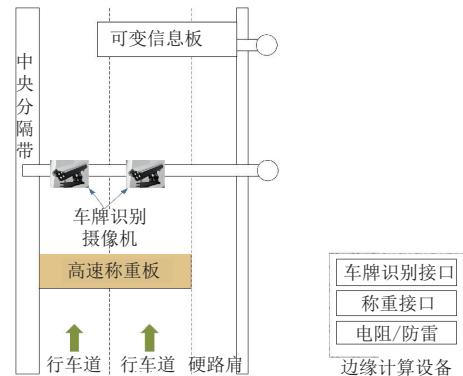 可变信息板
中央分隔带
车牌识别
摄像机
高速称重板
行车道
行车道
硬路肩
车牌识别接口
称重接口
电阻/防雷
边缘计算设备